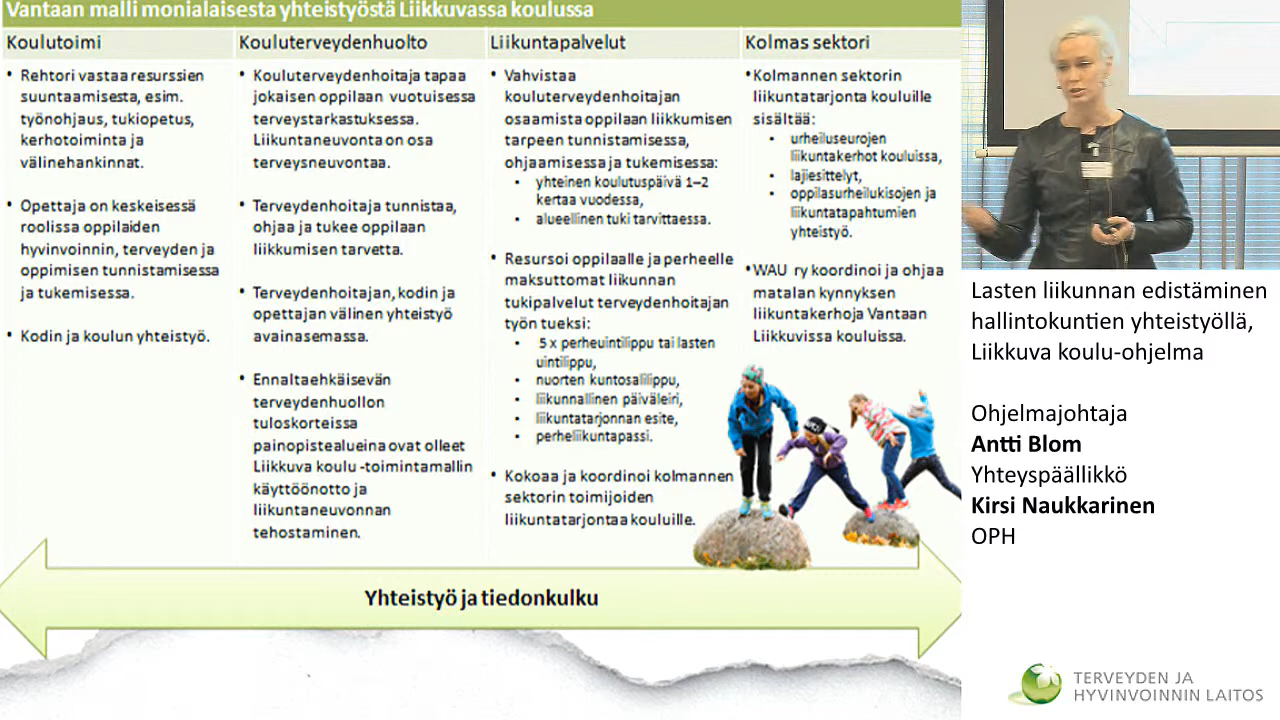 Vantaan malli monialaisesta yhteistyöstä Liikkuvassa koulussa
Koulutoimi
• Rehtori vastaa resurssien
suuntaamisesta, esim.
työnohjaus, tukiopetus,
kerhotoiminta ja
välinehankinnat.
• Opettaja on keskeisessä
roolissa oppilaiden
hyvinvoinnin, terveyden ja
oppimisen tunnistamisessa
ja tukemisessa.
• Kodin ja koulun yhteistyö.
Kouluterveydenhuolto
• Kouluterveydenhoitaja tapaa
jokaisen oppilaan vuotuisessa
terveystarkastuksessa.
Liikuntaneuvonta on osa
terveysneuvontaa.
• Terveydenhoitaja tunnistaa,
ohjaa ja tukee oppilaan
liikkumisen tarvetta.
• Terveydenhoitajan, kodin ja
opettajan välinen yhteistyö
avainasemassa.
• Ennaltaehkäisevän
terveydenhuollon
tuloskorteissa
painopistealueina ovat olleet
Liikkuva koulu -toimintamallin
käyttöönotto ja
liikuntaneuvonnan
tehostaminen.
Liikuntapalvelut
• Vahvistaa
kouluterveydenhoitajan
osaamista oppilaan liikkumisen
tarpeen tunnistamisessa,
ohjaamisessa ja tukemisessa:
• yhteinen koulutuspäivä 1–2
kertaa vuodessa,
• alueellinen tuki tarvittaessa.
• Resursoi oppilaalle ja perheelle
maksuttomat liikunnan
tukipalvelut terveydenhoitajan
työn tueksi:
• 5 x perheuintilippu tai lasten
uintilippu,
• nuorten kuntosalilippu,
• liikunnallinen päiväleiri,
• liikuntatarjonnan esite,
• perheliikuntapassi.
• Kokoaa ja koordinoi kolmannen
sektorin toimijoiden
liikuntatarjontaa kouluille.
Kolmas sektori
• Kolmannen sektorin
liikuntatarjonta kouluille
sisältää:
• urheiluseurojen
liikuntakerhot kouluissa,
• lajiesittelyt,
• oppilasurheilukisojen ja
liikuntatapahtumien
yhteistyö.
• WAU ry koordinoi ja ohjaa
matalan kynnyksen
liikuntakerhoja Vantaan
Liikkuvissa kouluissa.
Yhteistyö ja tiedonkulku
Lasten liikunnan edistäminen
hallintokuntien yhteistyöllä,
Liikkuva koulu-ohjelma
Ohjelmajohtaja
Antti Blom
Yhteyspäällikkö
Kirsi Naukkarinen
OPH
TERVEYDEN JA
HYVINVOINNIN LAITOS